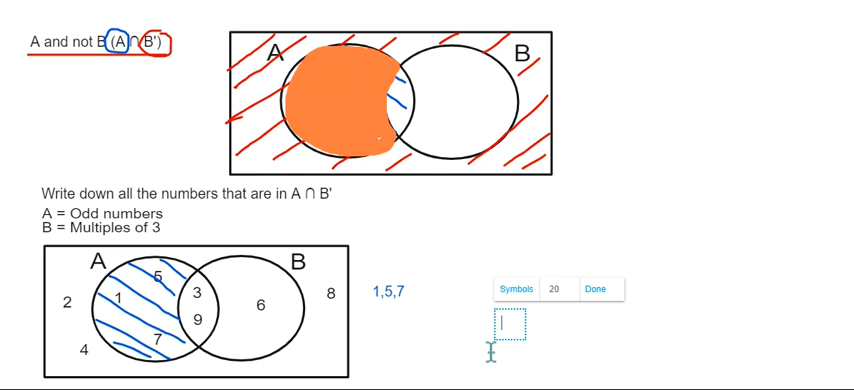 A and not B (A ∩ B')
A B
Write down all the numbers that are in A ∩ B'
A = Odd numbers
B = Multiples of 3
A B
5
2 1 3 6 8 1,5,7
9
4 7
Symbols 20 Done